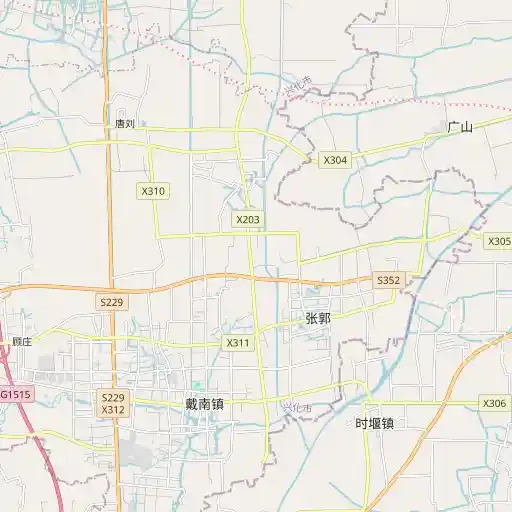 兴化市
唐刘
广山
X304
X310
X203
X305
S352
S229
张郭
顾庄
X311
G1515
S229
X312
戴南镇
兴化市
X306
时堰镇